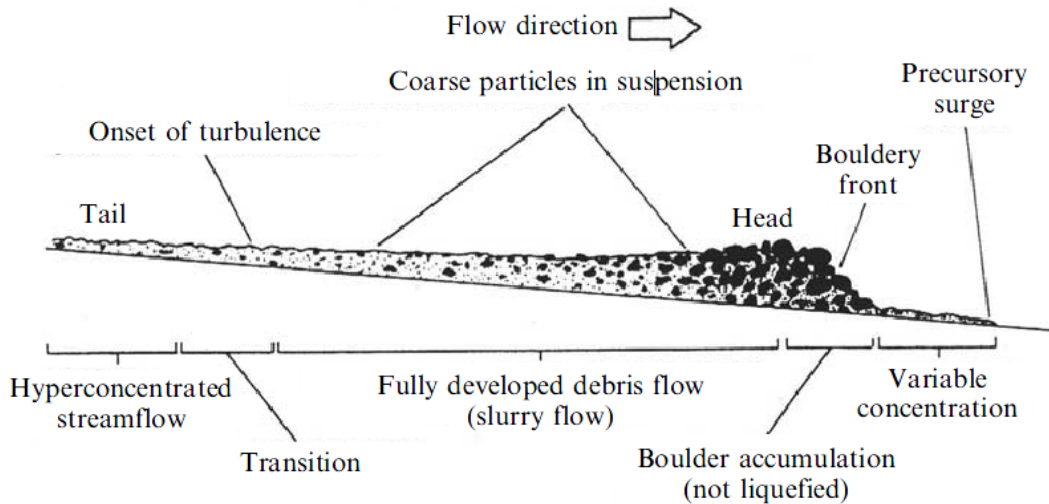 Flow direction
Coarse particles in suspension
Precursory
surge
Onset of turbulence
Bouldery
front
Tail
Head
Hyperconcentrated
streamflow
Fully developed debris flow
(slurry flow)
Variable
concentration
Transition
Boulder accumulation
(not liquefied)